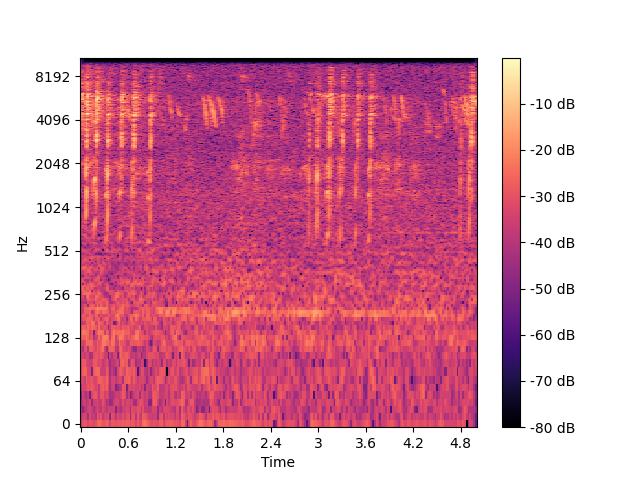 8192
4096
2048
1024
512
256
128
64
0
Hz
0 0.6 1.2 1.8 2.4 3 3.6 4.2 4.8
Time
-10 dB
-20 dB
-30 dB
-40 dB
-50 dB
-60 dB
-70 dB
-80 dB